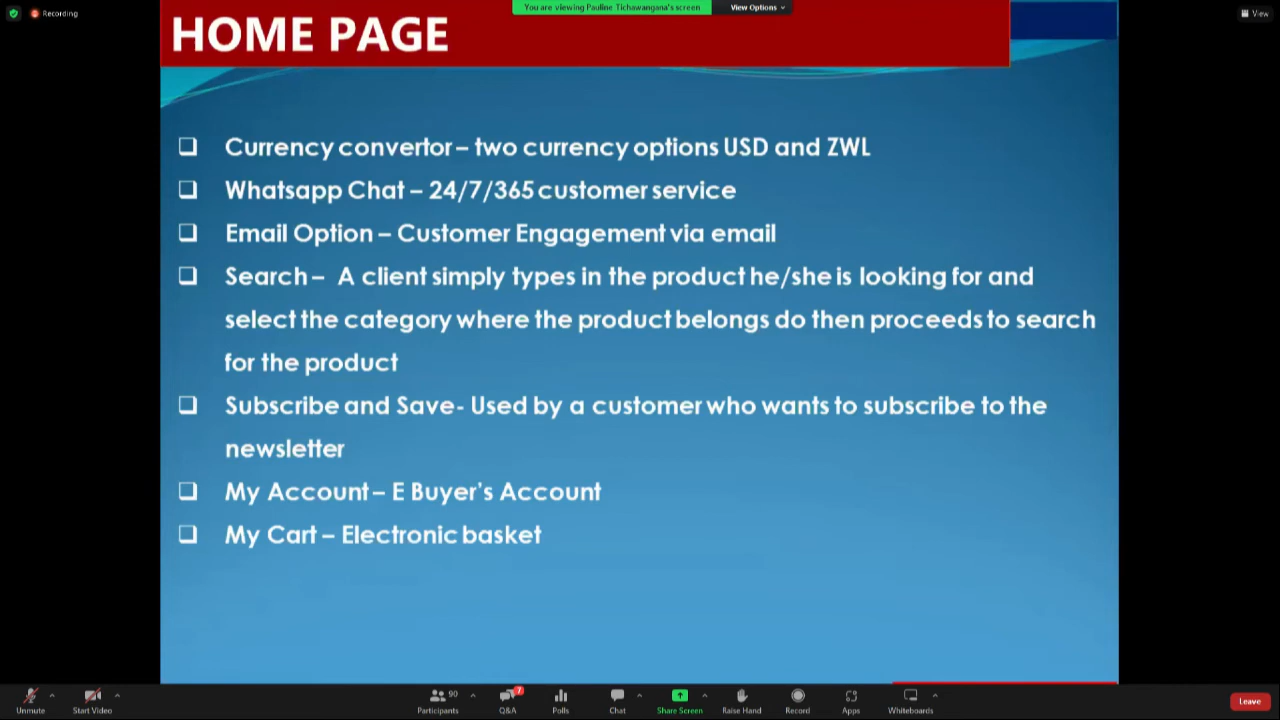 Recording
You are viewing Pauline Tichawangana's screen
View Options
View
HOME PAGE
❑ Currency convertor – two currency options USD and ZWL
❑ Whatsapp Chat – 24/7/365 customer service
❑ Email Option – Customer Engagement via email
❑ Search – A client simply types in the product he/she is looking for and
select the category where the product belongs do then proceeds to search
for the product
❑ Subscribe and Save- Used by a customer who wants to subscribe to the
newsletter
❑ My Account – E Buyer's Account
❑ My Cart – Electronic basket
90
7
Unmute
Start Video
Participants
Q&A
Polls
Chat
Share Screen
Raise Hand
Record
Apps
Whiteboards
Leave